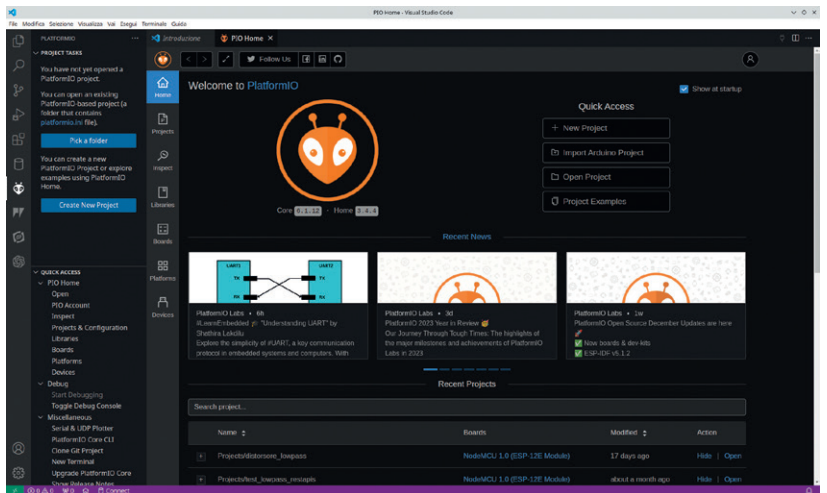 PIO Home - Visual Studio Code
File Modifica Selezione Visualizza Vai Esegui Terminale Guida
PLATFORMIO
PROJECT TASKS
You have not yet opened a
PlatformIO project.
You can open an existing
PlatformIO-based project (a
folder that contains
platformio.ini file).
Pick a folder
You can create a new
PlatformIO Project or explore
examples using PlatformIO
Home.
Create New Project
QUICK ACCESS
PIO Home
Open
PIO Account
Inspect
Projects & Configuration
Libraries
Boards
Platforms
Devices
Debug
Start Debugging
Toggle Debug Console
Miscellaneous
Serial & UDP Plotter
PlatformIO Core CLI
Clone Git Project
New Terminal
Upgrade PlatformIO Core
Show Release Notes
Introduzione
PIO Home
Follow Us
Home
Projects
Inspect
Libraries
Boards
Platforms
Devices
Welcome to PlatformIO
Show at startup
Core 6.1.12 · Home 3.4.4
Quick Access
New Project
Import Arduino Project
Open Project
Project Examples
Recent News
UART1 UART2
TX TX
RX RX
PlatformIO Labs • 6h
#LearnEmbedded "Understanding UART" by
Explore the simplicity of #UART, a key communication
protocol in embedded systems and computers. With
PlatformIO Labs • 3d
PlatformIO 2023 Year in Review
Our Journey Through Tough Times: The highlights of
the major milestones and achievements of PlatformIO
Labs in 2023
PlatformIO Labs • 1w
PlatformIO Open Source December Updates are here
New boards & dev-kits
ESP-IDF v5.1.2
Recent Projects
Search project...
Name Boards Modified Action
Projects/distorsore_lowpass NodeMCU 1.0 (ESP-12E Module) 17 days ago Hide | Open
Projects/test_lowpass_restapis NodeMCU 1.0 (ESP-12E Module) about a month ago Hide | Open
0 0 0 Connect